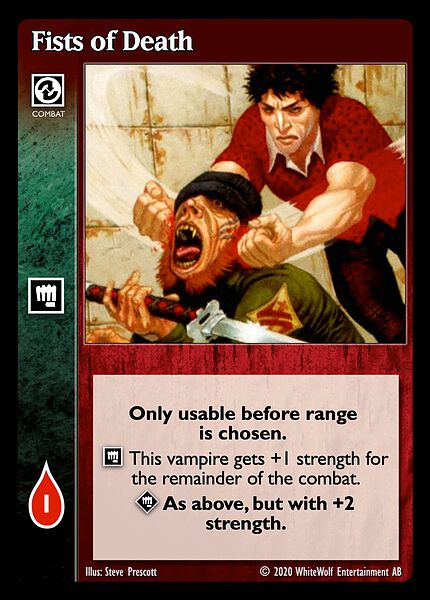 Fists of Death
COMBAT
Only usable before range
is chosen.
This vampire gets +1 strength for
the remainder of the combat.
As above, but with +2
strength.
1
Illus: Steve Prescott
© 2020 WhiteWolf Entertainment AB